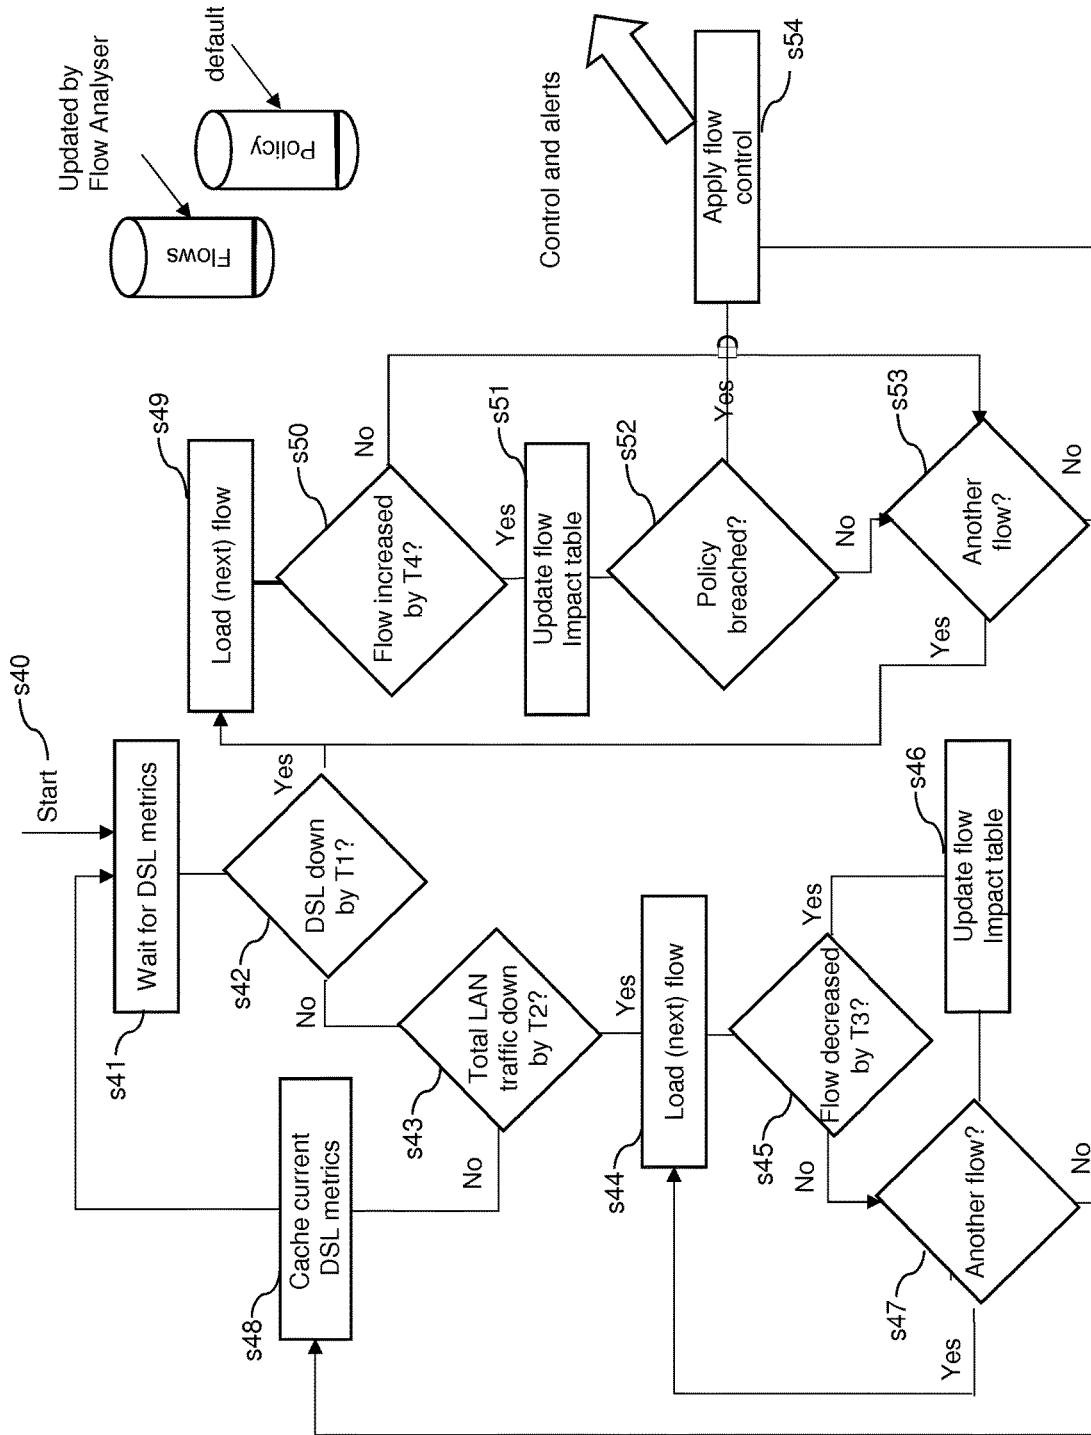 Start
s40
Wait for DSL metrics
s41
DSL down
by T1?
s42
Yes
No
Total LAN
traffic down
by T2?
s43
No
Yes
Cache current
DSL metrics
s48
Load (next) flow
s44
Flow decreased
by T3?
s45
Yes
No
Update flow
Impact table
s46
Another flow?
s47
Yes
No
Load (next) flow
s49
Flow increased
by T4?
s50
No
Yes
Update flow
Impact table
s51
Policy
breached?
s52
Yes
No
Another
flow?
s53
Yes
No
Apply flow
control
s54
Control and alerts
Updated by
Flow Analyser
Flows
default
Policy